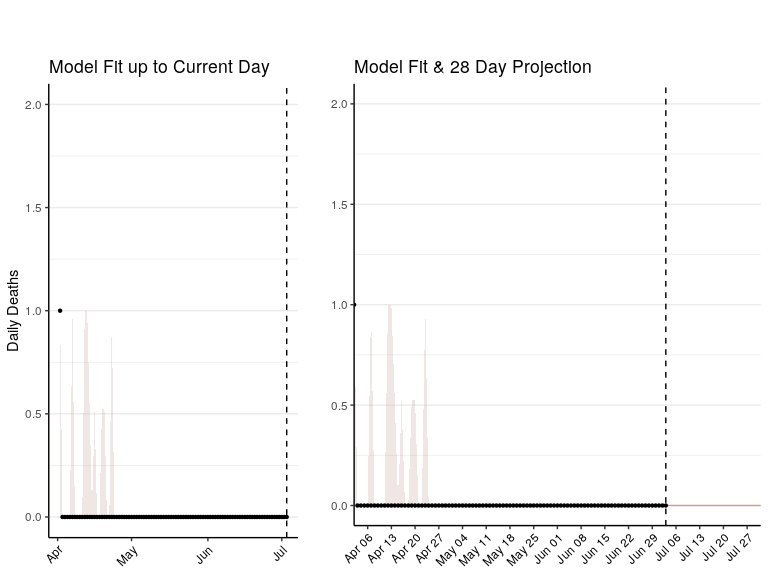 Model Fit up to Current Day
Model Fit & 28 Day Projection
Daily Deaths
2.0
1.5
1.0
0.5
0.0
Apr
May
Jun
Jul
2.0
1.5
1.0
0.5
0.0
Apr 06
Apr 13
Apr 20
Apr 27
May 04
May 11
May 18
May 25
Jun 01
Jun 08
Jun 15
Jun 22
Jun 29
Jul 06
Jul 13
Jul 20
Jul 27